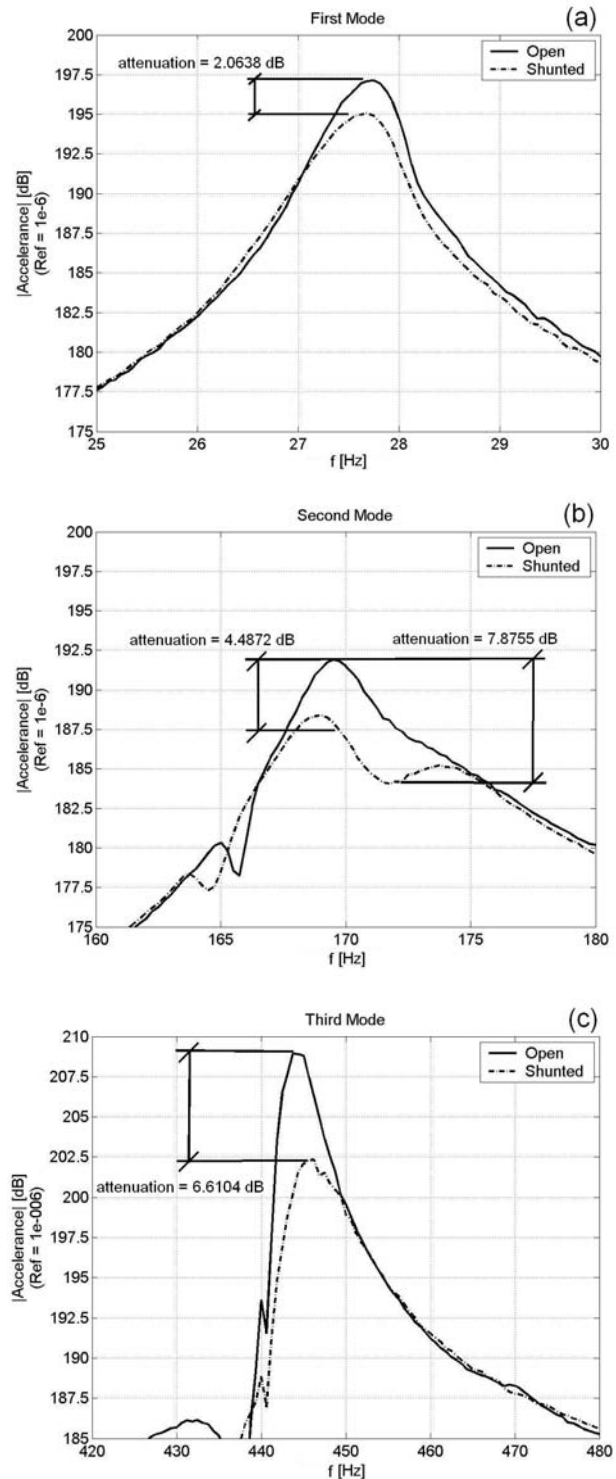 First Mode
(a)
200
197.5
195
192.5
190
187.5
185
182.5
180
177.5
175
|Accelerance| [dB]
(Ref = 1e-6)
attenuation = 2.0638 dB
Open
Shunted
25 26 27 28 29 30
f [Hz]
Second Mode
(b)
200
197.5
195
192.5
190
187.5
185
182.5
180
177.5
175
|Accelerance| [dB]
(Ref = 1e-6)
Open
Shunted
attenuation = 4.4872 dB
attenuation = 7.8755 dB
160 165 170 175 180
f [Hz]
Third Mode
(c)
210
207.5
205
202.5
200
197.5
195
192.5
190
187.5
185
|Accelerance| [dB]
(Ref = 1e-006)
Open
Shunted
attenuation = 6.6104 dB
420 430 440 450 460 470 480
f [Hz]